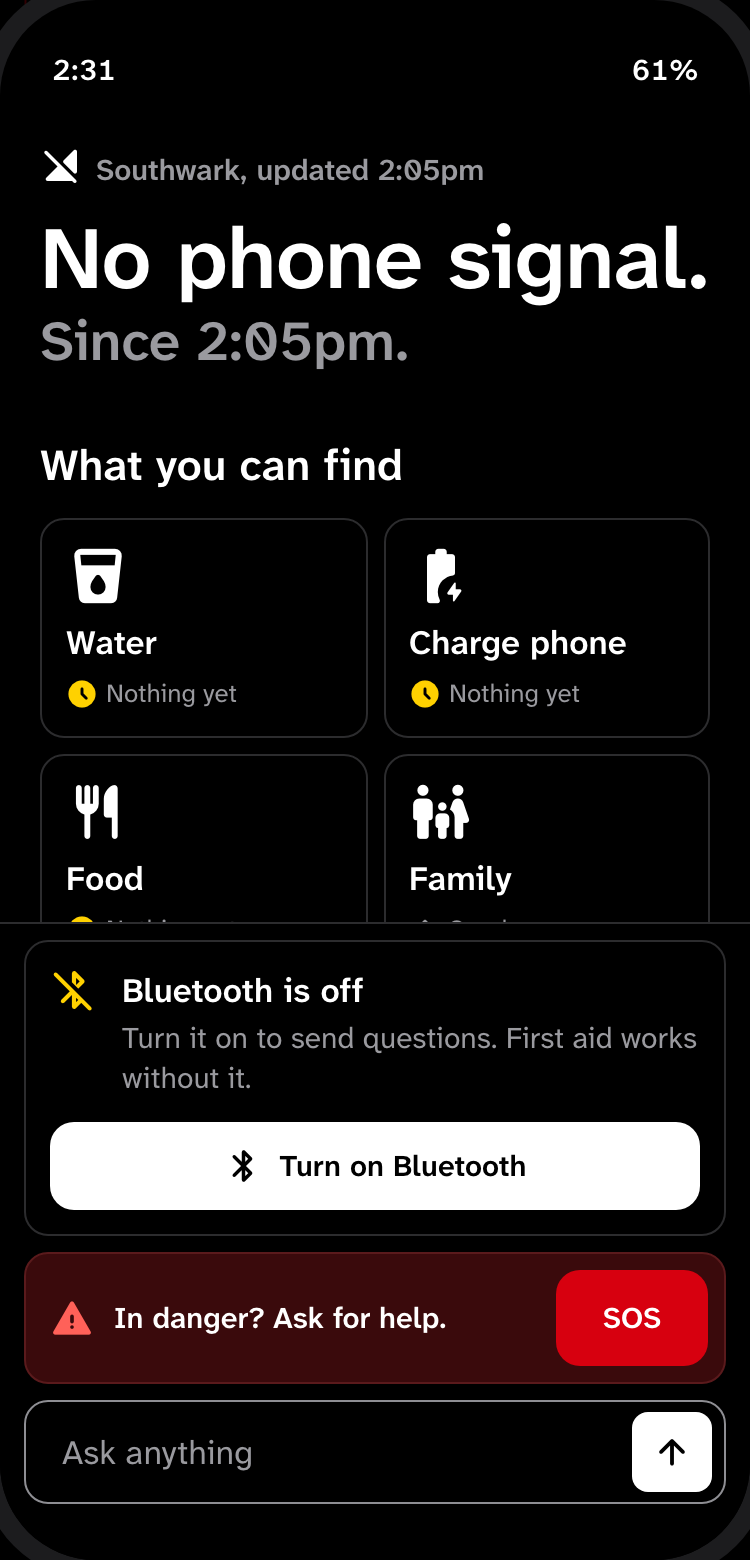 2:31
61%
Southwark, updated 2:05pm
No phone signal.
Since 2:05pm.
What you can find
Water
Nothing yet
Charge phone
Nothing yet
Food
Family
Bluetooth is off
Turn it on to send questions. First aid works
without it.
Turn on Bluetooth
In danger? Ask for help.
SOS
Ask anything